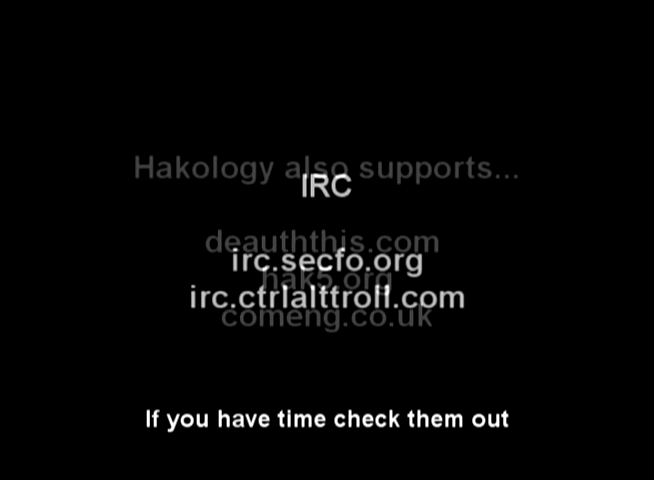 Hakology also supports...
IRC
deauththis.com
irc.secfo.org
hak5.org
irc.ctrlalttroll.com
comeng.co.uk
If you have time check them out